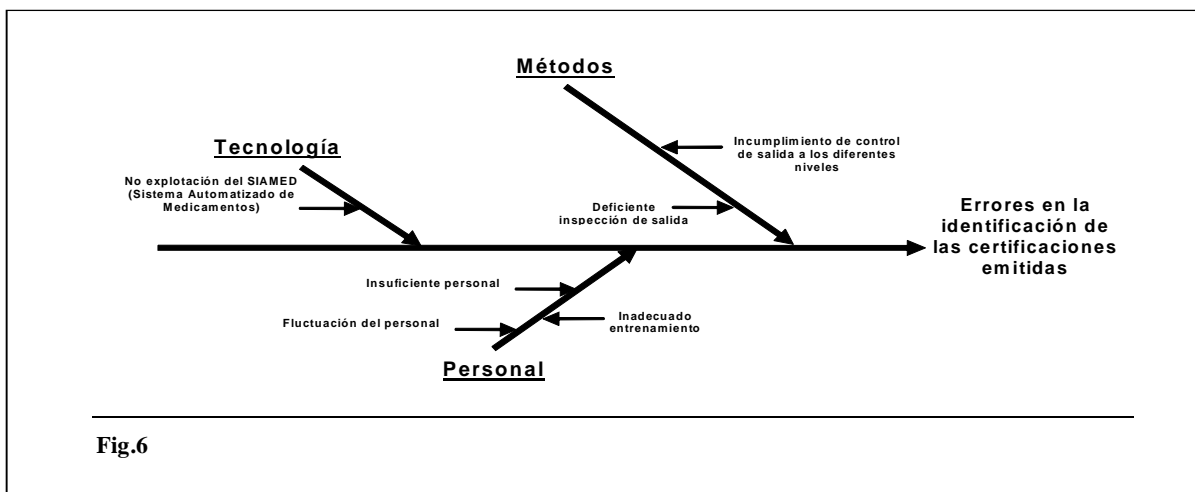 Métodos
Incumplimiento de control
de salida a los diferentes
niveles
Tecnología
No explotación del SIAMED
(Sistema Automatizado de
Medicamentos)
Deficiente
inspección de salida
Errores en la
identificación de
las certificaciones
emitidas
Insuficiente personal
Fluctuación del personal
Inadecuado
entrenamiento
Personal
Fig.6